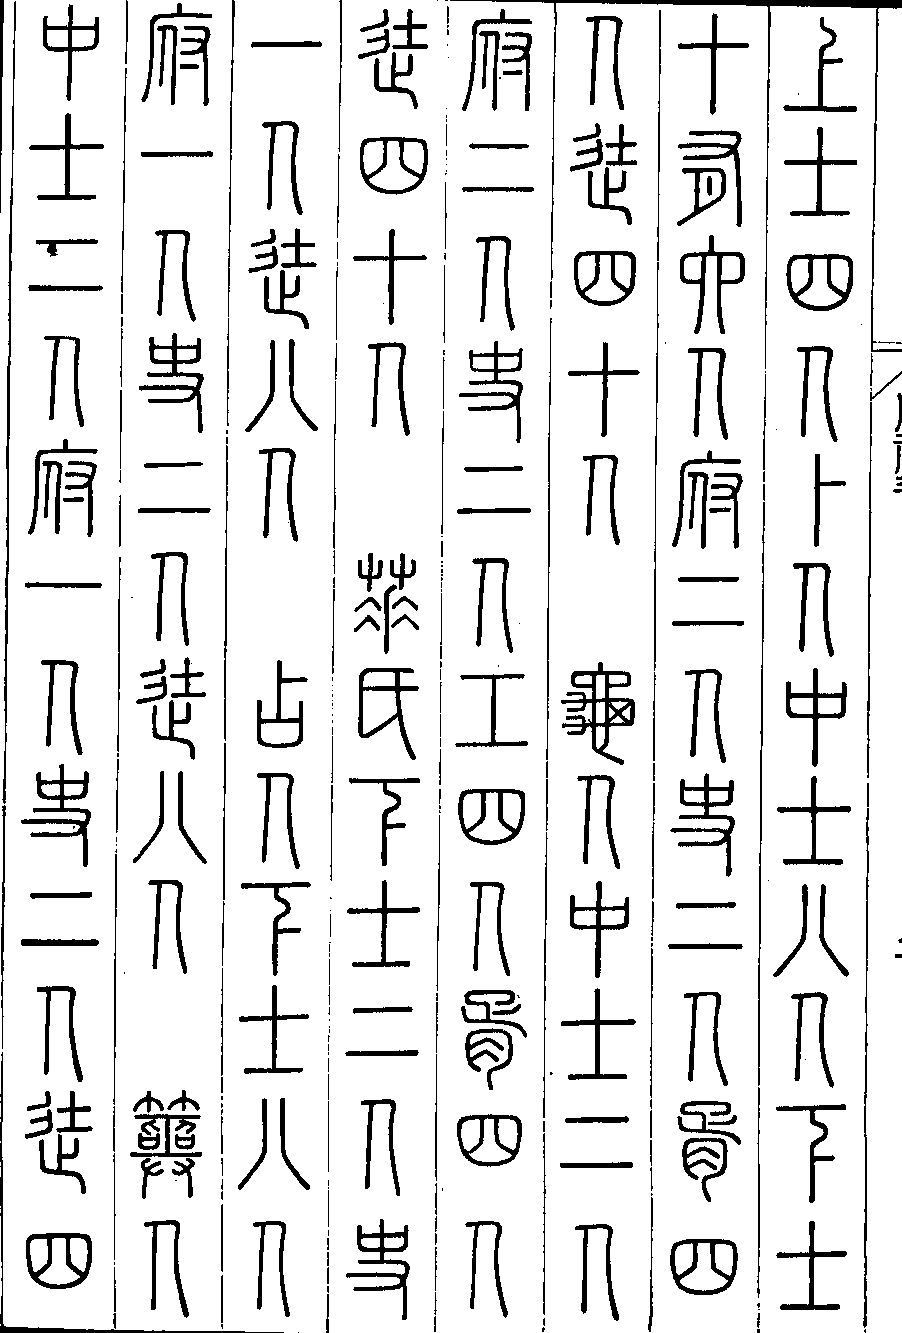 上士四人卜人中士八人下士
十有六人府二人史二人胥四
人徒四十人　龜人中士二人
府二人史二人工四人胥四人
徒四十人　菙氏下士二人史
一人徒八人　占人下士八人
府一人史二人徒八人　簭人
中士二人府一人史二人徒四